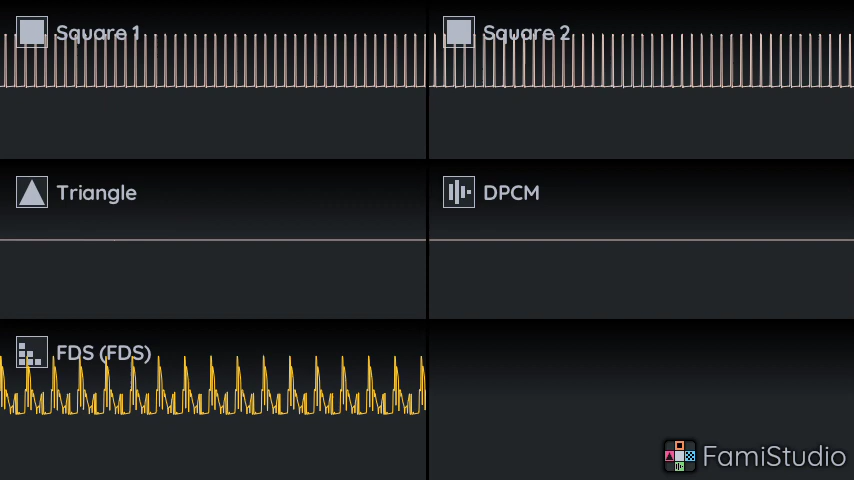 Square 1
Square 2
Triangle
DPCM
FDS (FDS)
FamiStudio